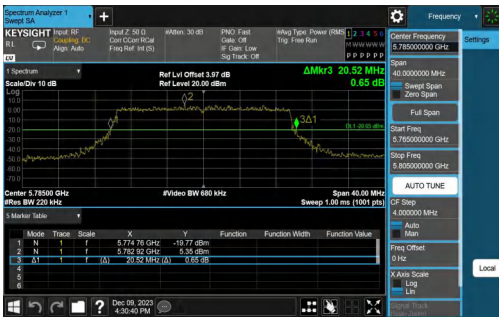 Spectrum Analyzer 1
Swept SA
+
Frequency
Settings
KEYSIGHT
RL
Input: RF
Coupling: DC
Align: Auto
Input Z: 50 Ω
Corr CCorr RCal
Freq Ref: Int (S)
#Atten: 30 dB
PNO: Fast
Gate: Off
IF Gain: Low
Sig Track: Off
#Avg Type: Power (RMS
Trig: Free Run
1 2 3 4 5 6
M W W W W W
P P P P P P
1 Spectrum
Scale/Div 10 dB
Ref Lvl Offset 3.97 dB
Ref Level 20.00 dBm
ΔMkr3 20.52 MHz
0.65 dB
Log
10.0
0.00
-10.0
-20.0
-30.0
-40.0
-50.0
-60.0
-70.0
2
3Δ1
Center 5.78500 GHz
#Res BW 220 kHz
#Video BW 680 kHz
Span 40.00 MHz
Sweep 1.00 ms (1001 pts)
5 Marker Table
Mode Trace Scale X Y Function Function Width Function Value
1 N 1 f 5.774 76 GHz -19.77 dBm
2 N 1 f 5.782 92 GHz 5.35 dBm
3 Δ1 1 f (Δ) 20.52 MHz (Δ) 0.65 dB
4
5
6
Dec 09, 2023
4:30:40 PM
Center Frequency
5.785000000 GHz
Span
40.0000000 MHz
Swept Span
Zero Span
Full Span
Start Freq
5.765000000 GHz
Stop Freq
5.805000000 GHz
AUTO TUNE
CF Step
4.000000 MHz
Auto
Man
Freq Offset
0 Hz
X Axis Scale
Log
Lin
Local
Signal Track